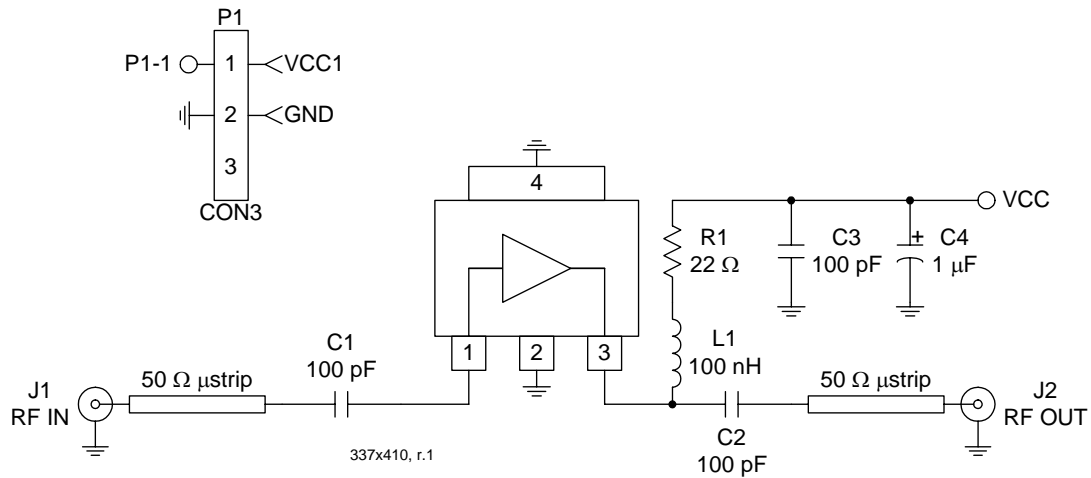 P1
P1-1
1
VCC1
2
GND
3
CON3
4
VCC
R1
22 Ω
C3
100 pF
+
C4
1 μF
1
2
3
C1
100 pF
L1
100 nH
J1
RF IN
50 Ω μstrip
50 Ω μstrip
J2
RF OUT
C2
100 pF
337x410, r.1